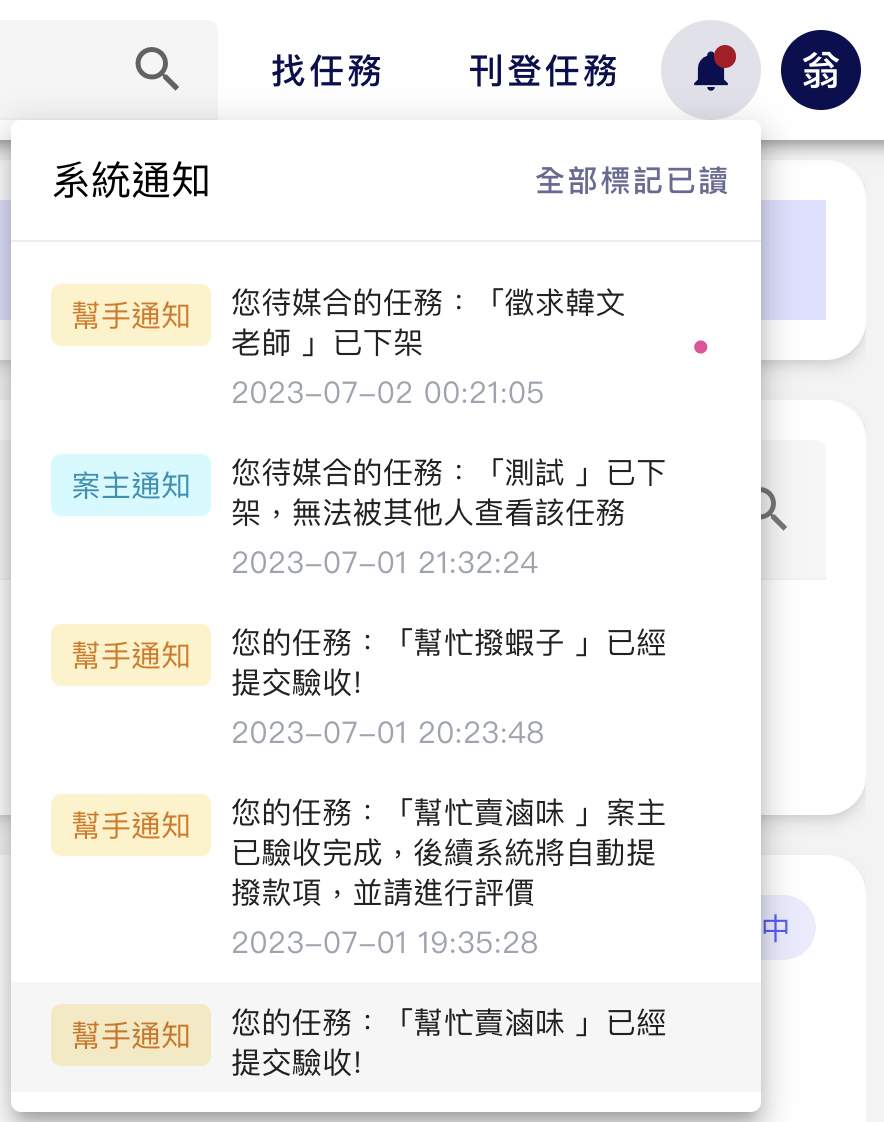 找任務 刊登任務 翁
系統通知 全部標記已讀
幫手通知
您待媒合的任務：「徵求韓文
老師 」已下架
2023-07-02 00:21:05
案主通知
您待媒合的任務：「測試 」已下
架，無法被其他人查看該任務
2023-07-01 21:32:24
幫手通知
您的任務：「幫忙撥蝦子 」已經
提交驗收!
2023-07-01 20:23:48
幫手通知
您的任務：「幫忙賣滷味 」案主
已驗收完成，後續系統將自動提
撥款項，並請進行評價
2023-07-01 19:35:28
中
幫手通知
您的任務：「幫忙賣滷味 」已經
提交驗收!